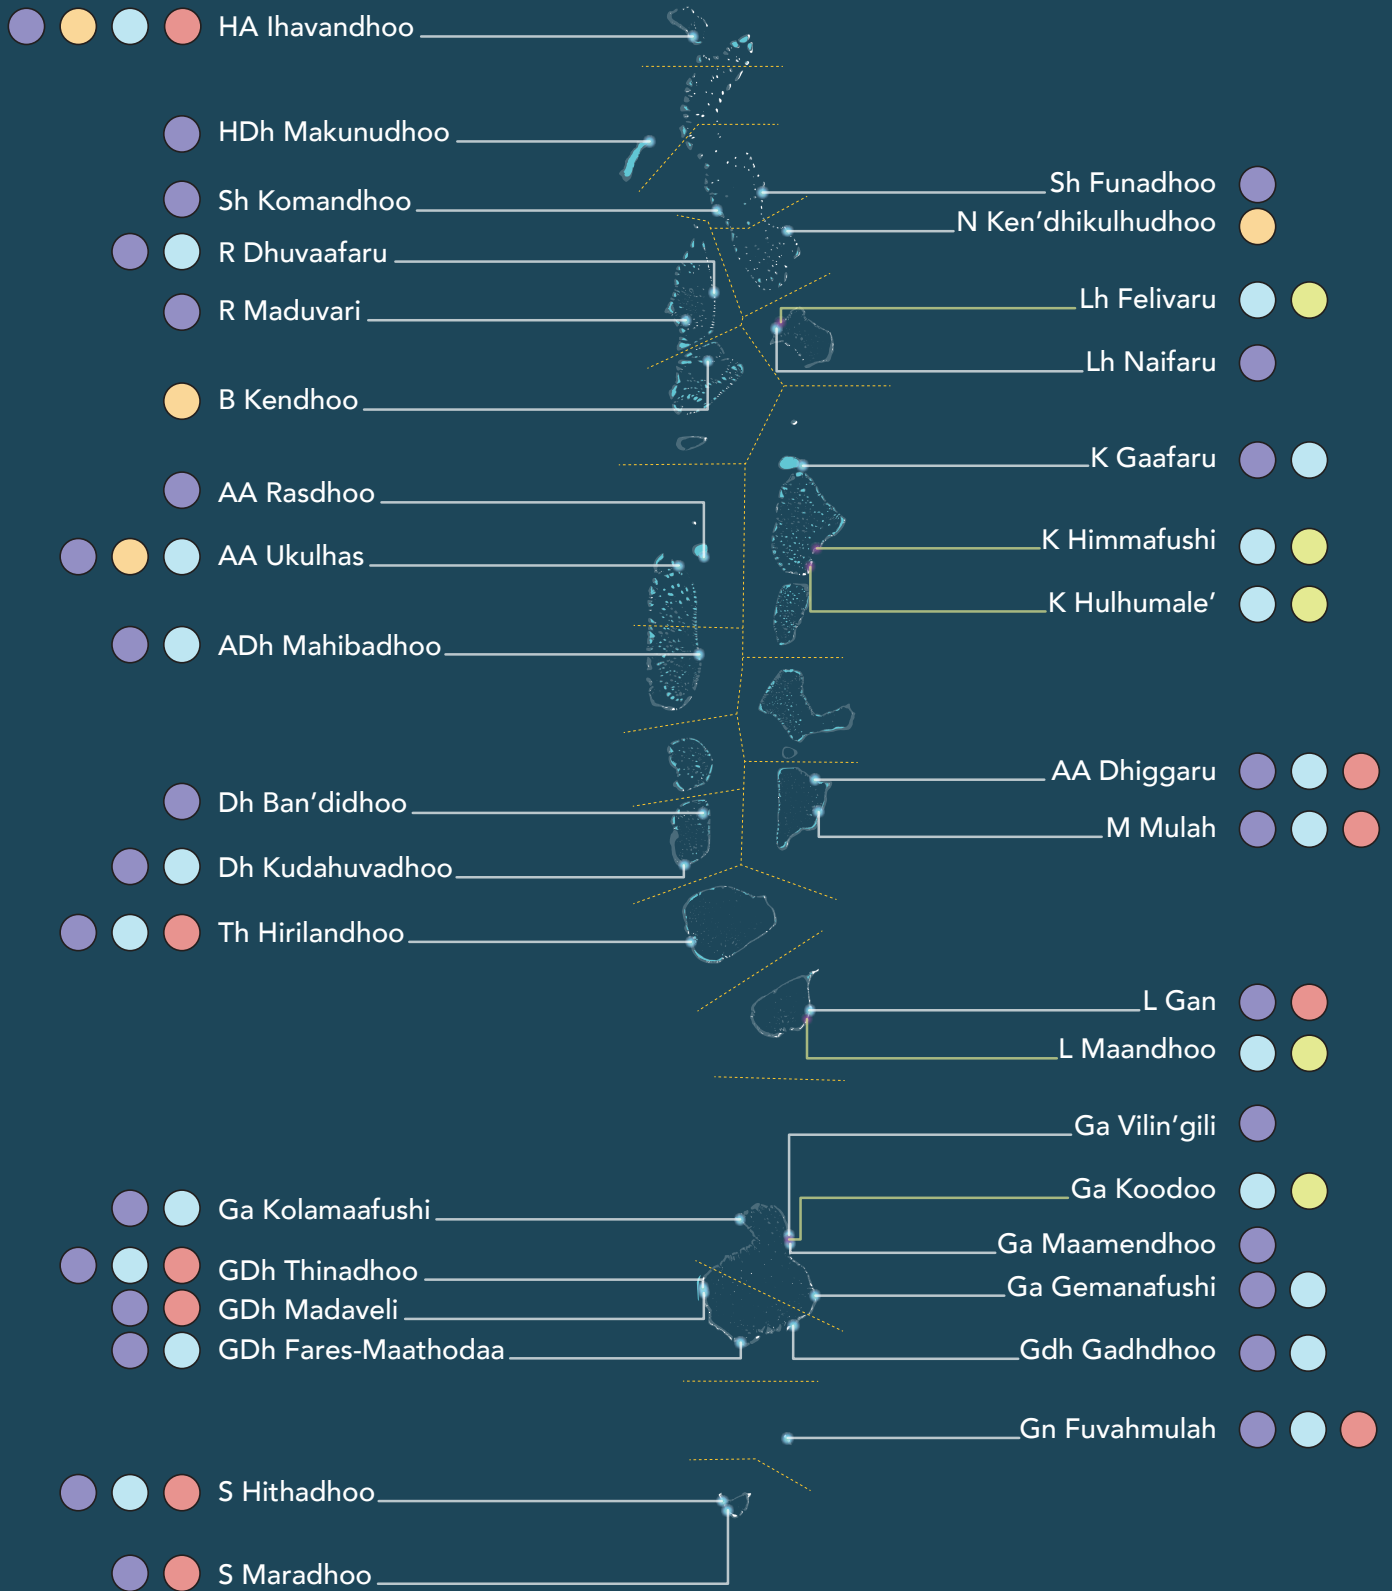 HA Ihavandhoo
HDh Makunudhoo
Sh Komandhoo
R Dhuvaafaru
R Maduvari
B Kendhoo
AA Rasdhoo
AA Ukulhas
ADh Mahibadhoo
Dh Ban’didhoo
Dh Kudahuvadhoo
Th Hirilandhoo
Ga Kolamaafushi
GDh Thinadhoo
GDh Madaveli
GDh Fares-Maathodaa
S Hithadhoo
S Maradhoo
Sh Funadhoo
N Ken’dhikulhudhoo
Lh Felivaru
Lh Naifaru
K Gaafaru
K Himmafushi
K Hulhumale’
AA Dhiggaru
M Mulah
L Gan
L Maandhoo
Ga Vilin’gili
Ga Koodoo
Ga Maamendhoo
Ga Gemanafushi
Gdh Gadhdhoo
Gn Fuvahmulah